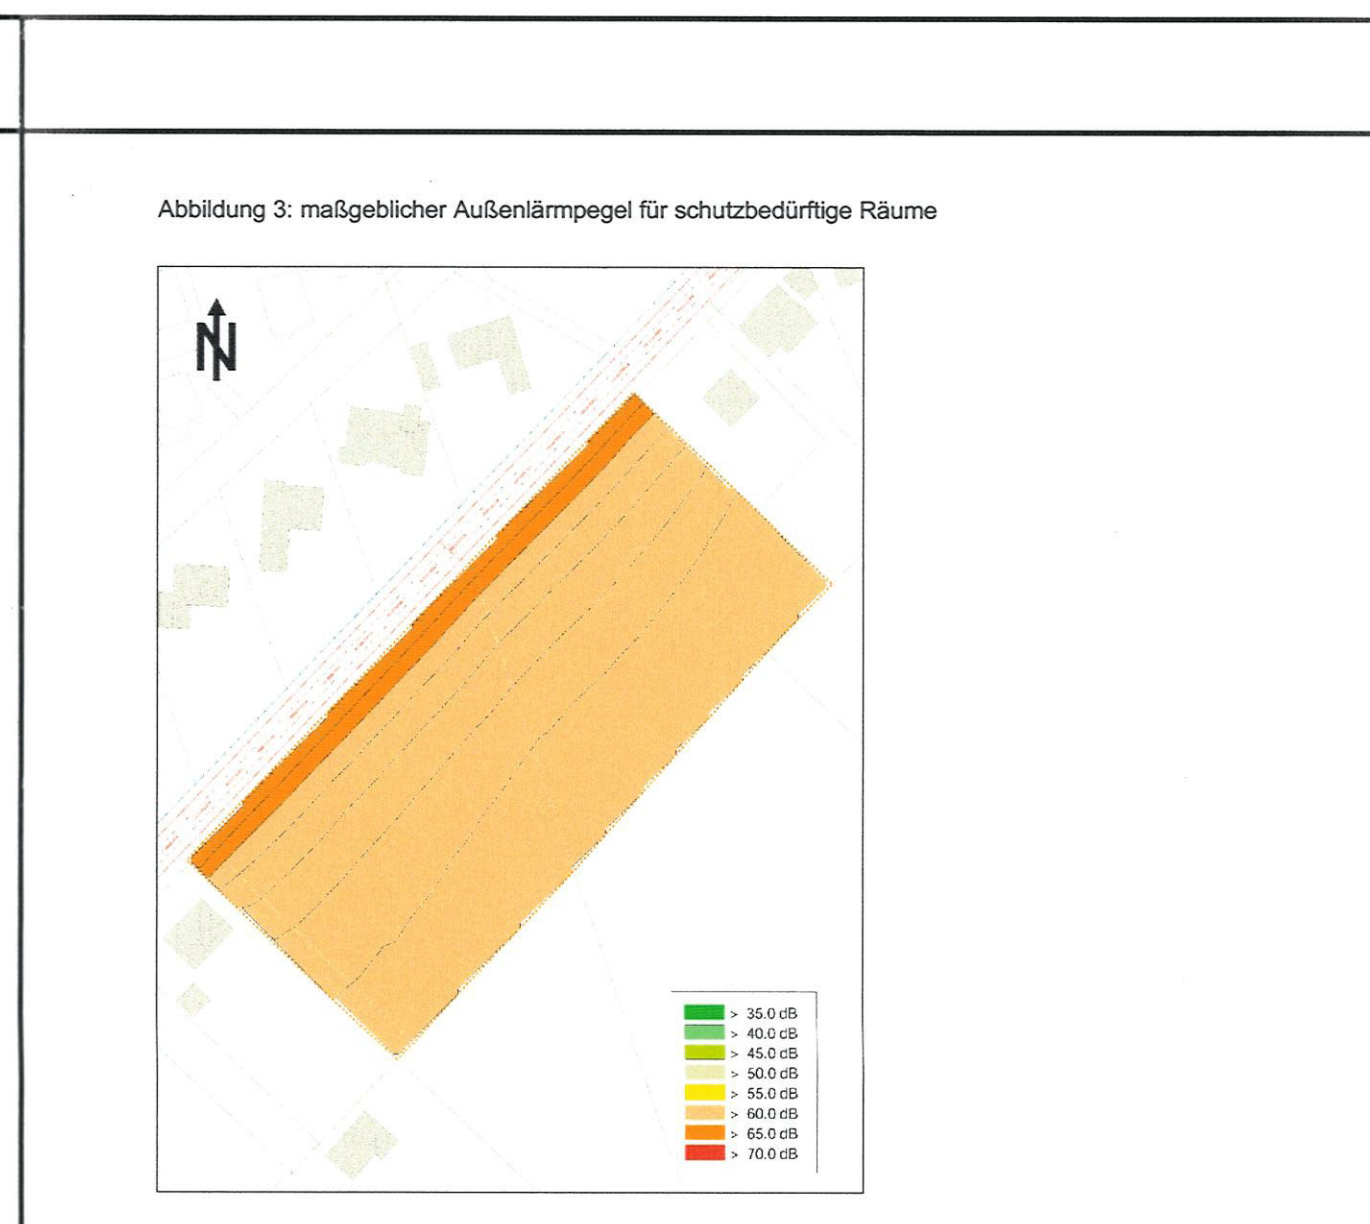 Abbildung 3: maßgeblicher Außenlärmpegel für schutzbedürftige Räume
N
> 35.0 dB
> 40.0 dB
> 45.0 dB
> 50.0 dB
> 55.0 dB
> 60.0 dB
> 65.0 dB
> 70.0 dB